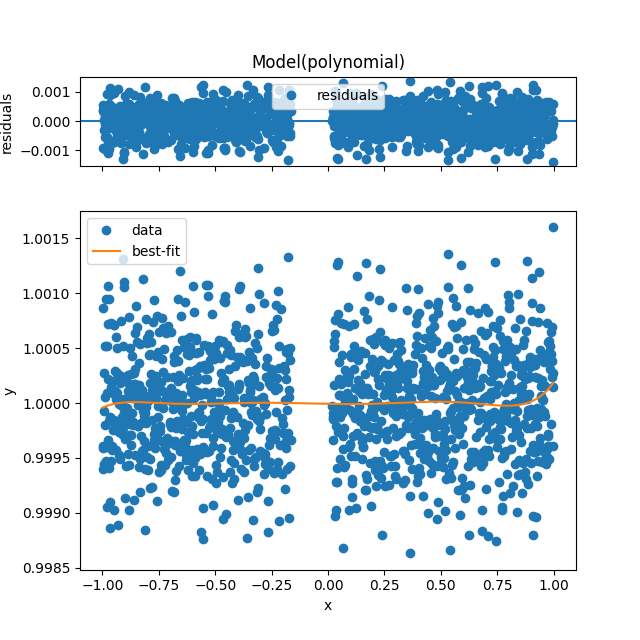 Model(polynomial)
0.001
0.000
−0.001
residuals
residuals
data
best-fit
1.0015
1.0010
1.0005
1.0000
0.9995
0.9990
0.9985
y
−1.00 −0.75 −0.50 −0.25 0.00 0.25 0.50 0.75 1.00
x